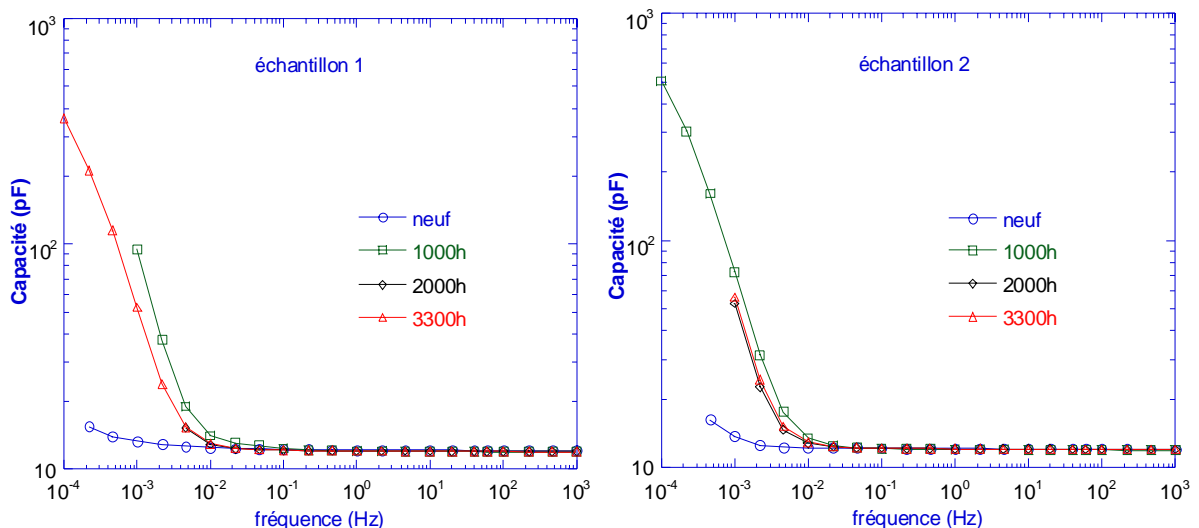 échantillon 1
Capacité (pF)
10³
10²
10
neuf
1000h
2000h
3300h
10⁻⁴ 10⁻³ 10⁻² 10⁻¹ 10⁰ 10¹ 10² 10³
fréquence (Hz)
échantillon 2
Capacité (pF)
10³
10²
10
neuf
1000h
2000h
3300h
10⁻⁴ 10⁻³ 10⁻² 10⁻¹ 10⁰ 10¹ 10² 10³
fréquence (Hz)